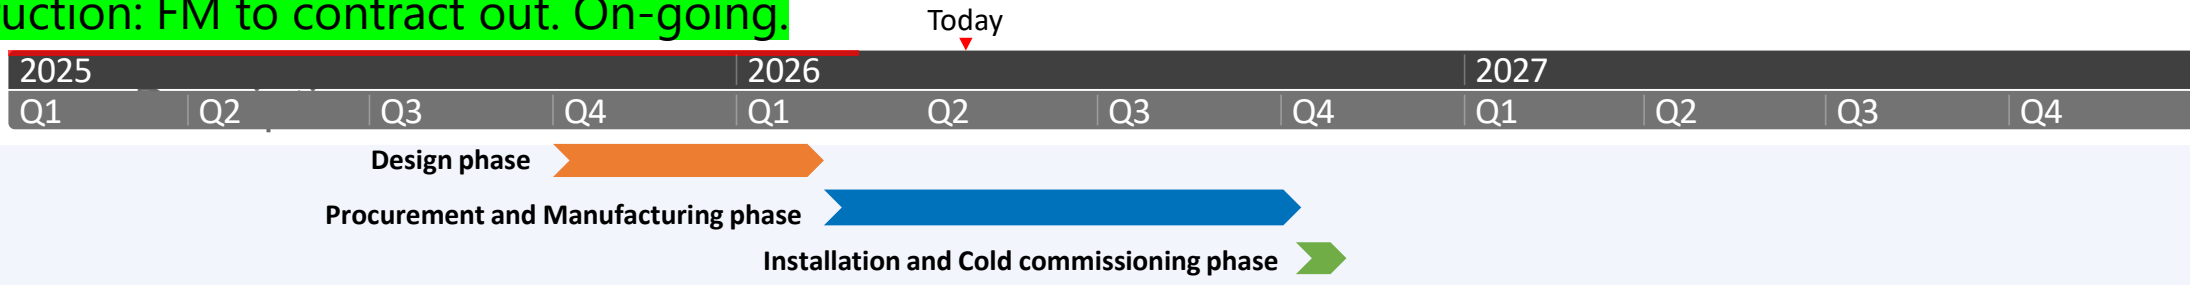 uction: FM to contract out. On-going.
Today
2025 2026 2027
Q1 Q2 Q3 Q4 Q1 Q2 Q3 Q4 Q1 Q2 Q3 Q4
Design phase
Procurement and Manufacturing phase
Installation and Cold commissioning phase